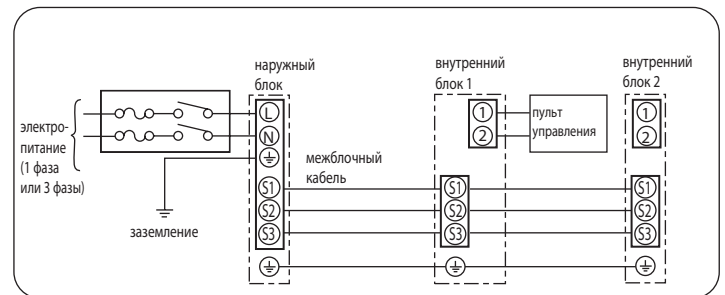 наружный
блок
внутренний
блок 1
внутренний
блок 2
электро-
питание
(1 фаза
или 3 фазы)
L
N
S1
S2
S3
заземление
межблочный
кабель
1
2
пульт
управления
S1
S2
S3
1
2
S1
S2
S3